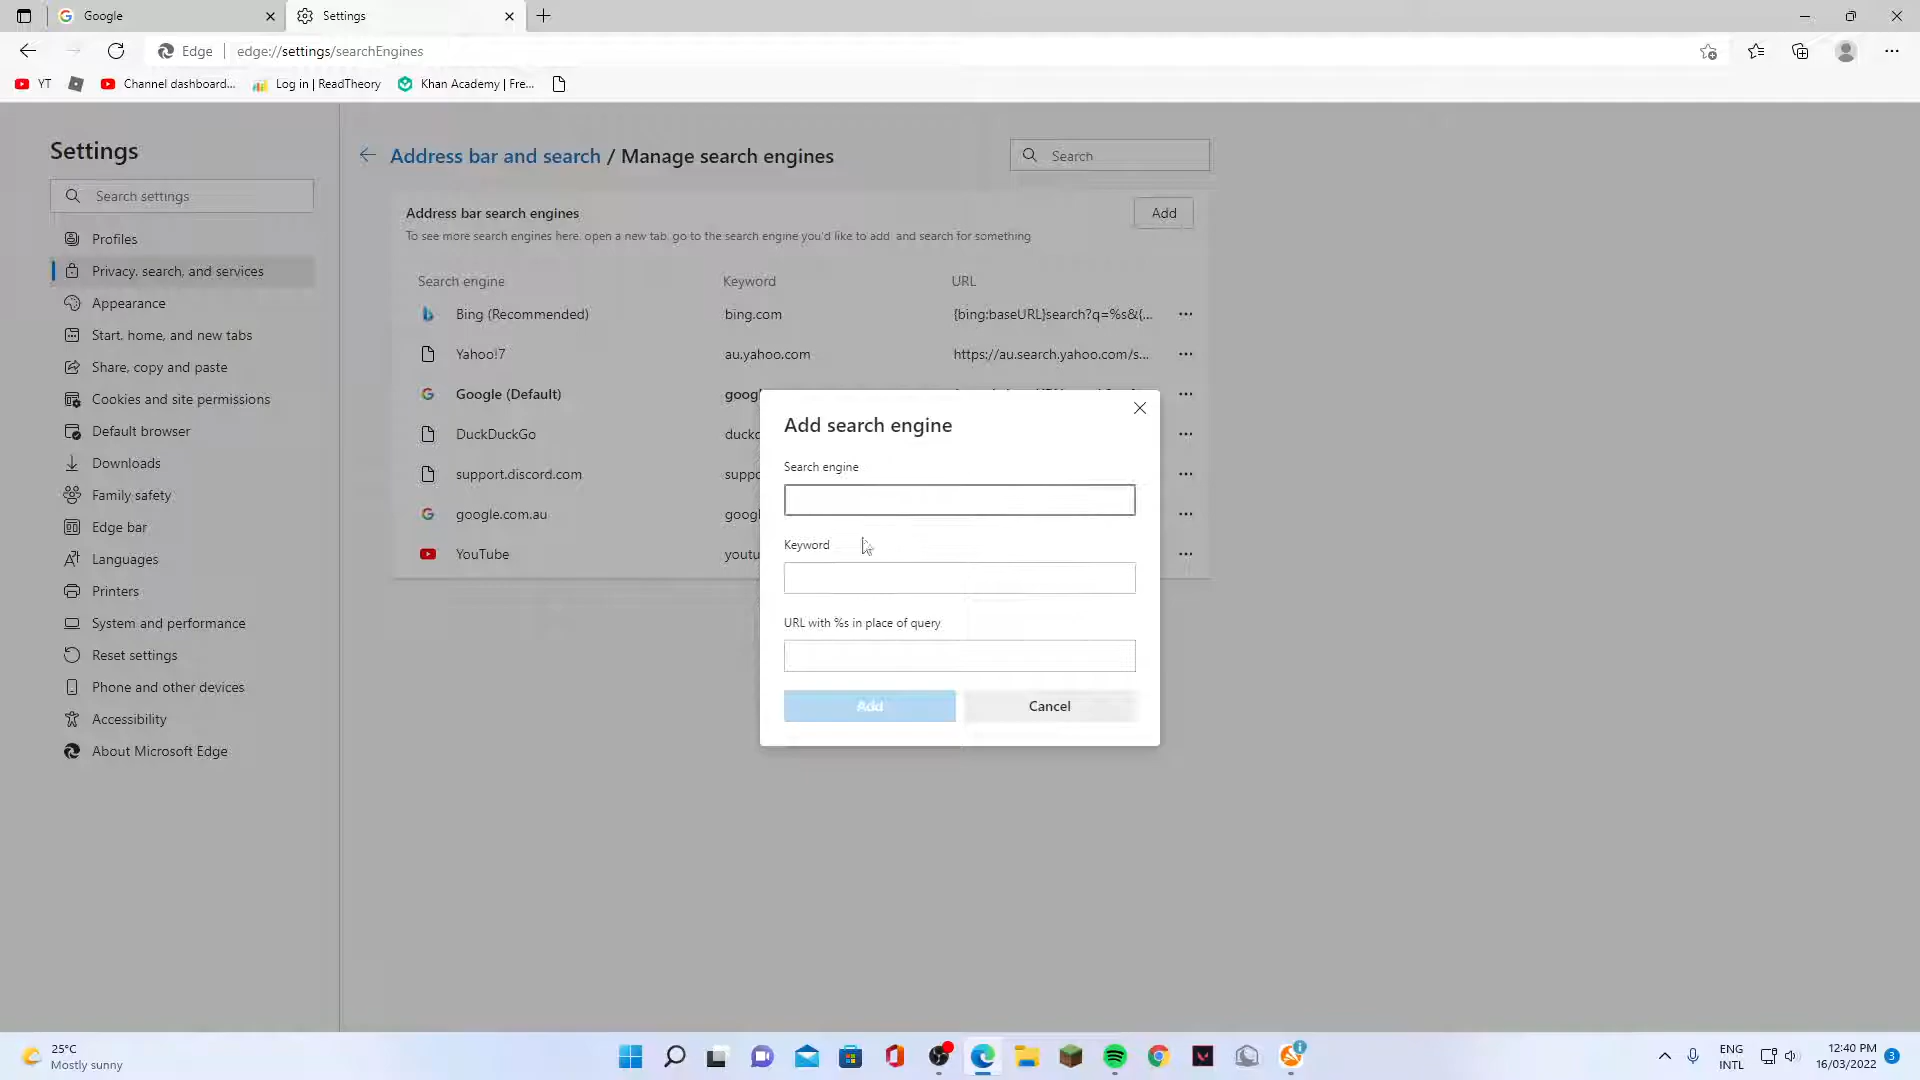 Google
Settings
Edge
edge://settings/searchEngines
YT
Channel dashboard...
Log in | ReadTheory
Khan Academy | Fre...
Settings
Search settings
Profiles
Privacy, search, and services
Appearance
Start, home, and new tabs
Share, copy and paste
Cookies and site permissions
Default browser
Downloads
Family safety
Edge bar
Languages
Printers
System and performance
Reset settings
Phone and other devices
Accessibility
About Microsoft Edge
Address bar and search / Manage search engines
Search
Address bar search engines
Add
To see more search engines here, open a new tab, go to the search engine you'd like to add, and search for something
Search engine Keyword URL
Bing (Recommended) bing.com {bing:baseURL}search?q=%s&{...
Yahoo!7 au.yahoo.com https://au.search.yahoo.com/s...
Google (Default) goog
DuckDuckGo duckd
support.discord.com suppo
google.com.au goog
YouTube youtu
Add search engine
Search engine
Keyword
URL with %s in place of query
Add
Cancel
25°C
Mostly sunny
ENG
INTL
12:40 PM
16/03/2022
3